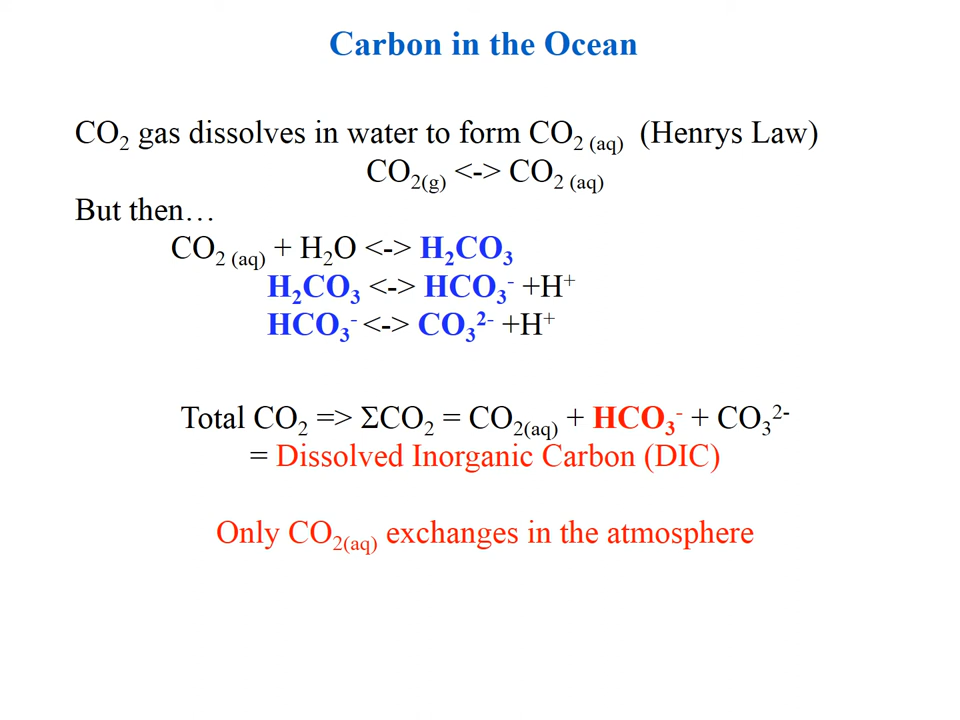 Carbon in the Ocean
CO₂ gas dissolves in water to form CO₂ ₍ₐq₎ (Henrys Law)
CO₂₍g₎ <-> CO₂ ₍ₐq₎
But then…
CO₂ ₍ₐq₎ + H₂O <-> H₂CO₃
H₂CO₃ <-> HCO₃⁻ +H⁺
HCO₃⁻ <-> CO₃²⁻ +H⁺
Total CO₂ => ΣCO₂ = CO₂₍ₐq₎ + HCO₃⁻ + CO₃²⁻
= Dissolved Inorganic Carbon (DIC)
Only CO₂₍ₐq₎ exchanges in the atmosphere